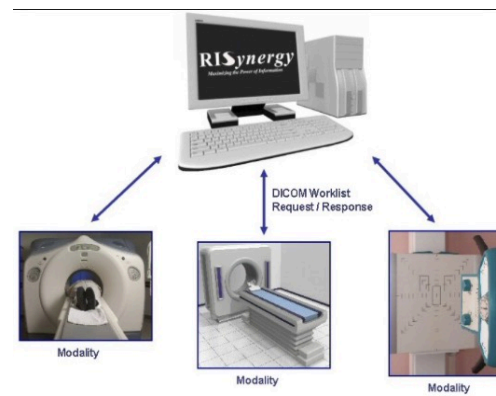 RISynergy
Maximizing the Power of Information
DICOM Worklist
Request / Response
Modality
Modality
Modality